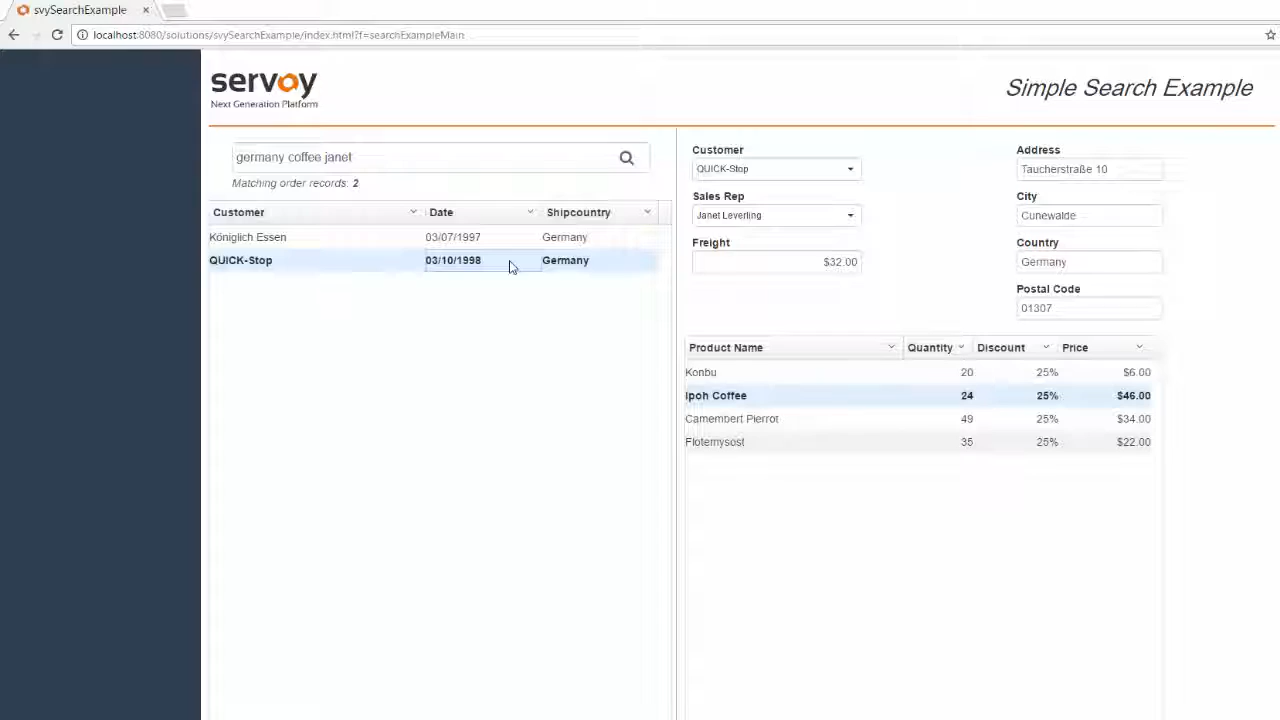 svySearchExample
localhost:8080/solutions/svySearchExample/index.html?f=searchExampleMain
servoy
Next Generation Platform
Simple Search Example
germany coffee janet
Matching order records: 2
Customer Date Shipcountry
Königlich Essen 03/07/1997 Germany
QUICK-Stop 03/10/1998 Germany
Customer
QUICK-Stop
Sales Rep
Janet Leverling
Freight
$32.00
Address
Taucherstraße 10
City
Cunewalde
Country
Germany
Postal Code
01307
Product Name Quantity Discount Price
Konbu 20 25% $6.00
Ipoh Coffee 24 25% $46.00
Camembert Pierrot 49 25% $34.00
Flotemysost 35 25% $22.00